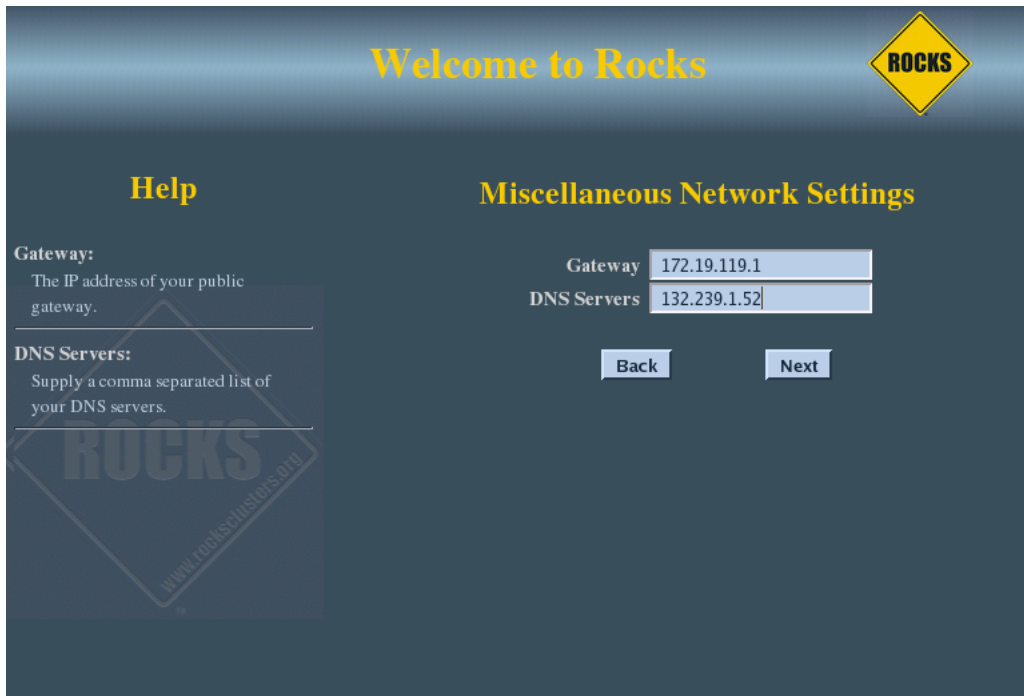 Welcome to Rocks
ROCKS
Help
Gateway:
The IP address of your public
gateway.
DNS Servers:
Supply a comma separated list of
your DNS servers.
ROCKS
www.rocksclusters.org
Miscellaneous Network Settings
Gateway 172.19.119.1
DNS Servers 132.239.1.52
Back Next